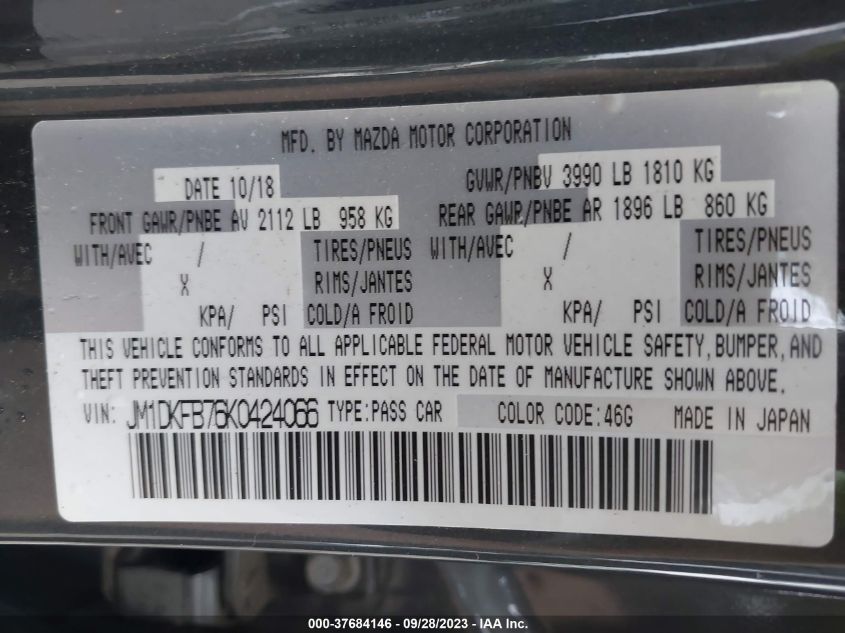 MFD. BY MAZDA MOTOR CORPORATION
DATE 10/18 GVWR/PNBV 3990 LB 1810 KG
FRONT GAWR/PNBE AV 2112 LB 958 KG REAR GAWR/PNBE AR 1896 LB 860 KG
WITH/AVEC / TIRES/PNEUS WITH/AVEC / TIRES/PNEUS
X RIMS/JANTES X RIMS/JANTES
KPA/ PSI COLD/A FROID KPA/ PSI COLD/A FROID
THIS VEHICLE CONFORMS TO ALL APPLICABLE FEDERAL MOTOR VEHICLE SAFETY, BUMPER, AND
THEFT PREVENTION STANDARDS IN EFFECT ON THE DATE OF MANUFACTURE SHOWN ABOVE.
VIN: JM1DKFB76K0424066 TYPE:PASS CAR COLOR CODE:46G MADE IN JAPAN
000-37684146 | 09/28/2023 | IAA Inc.